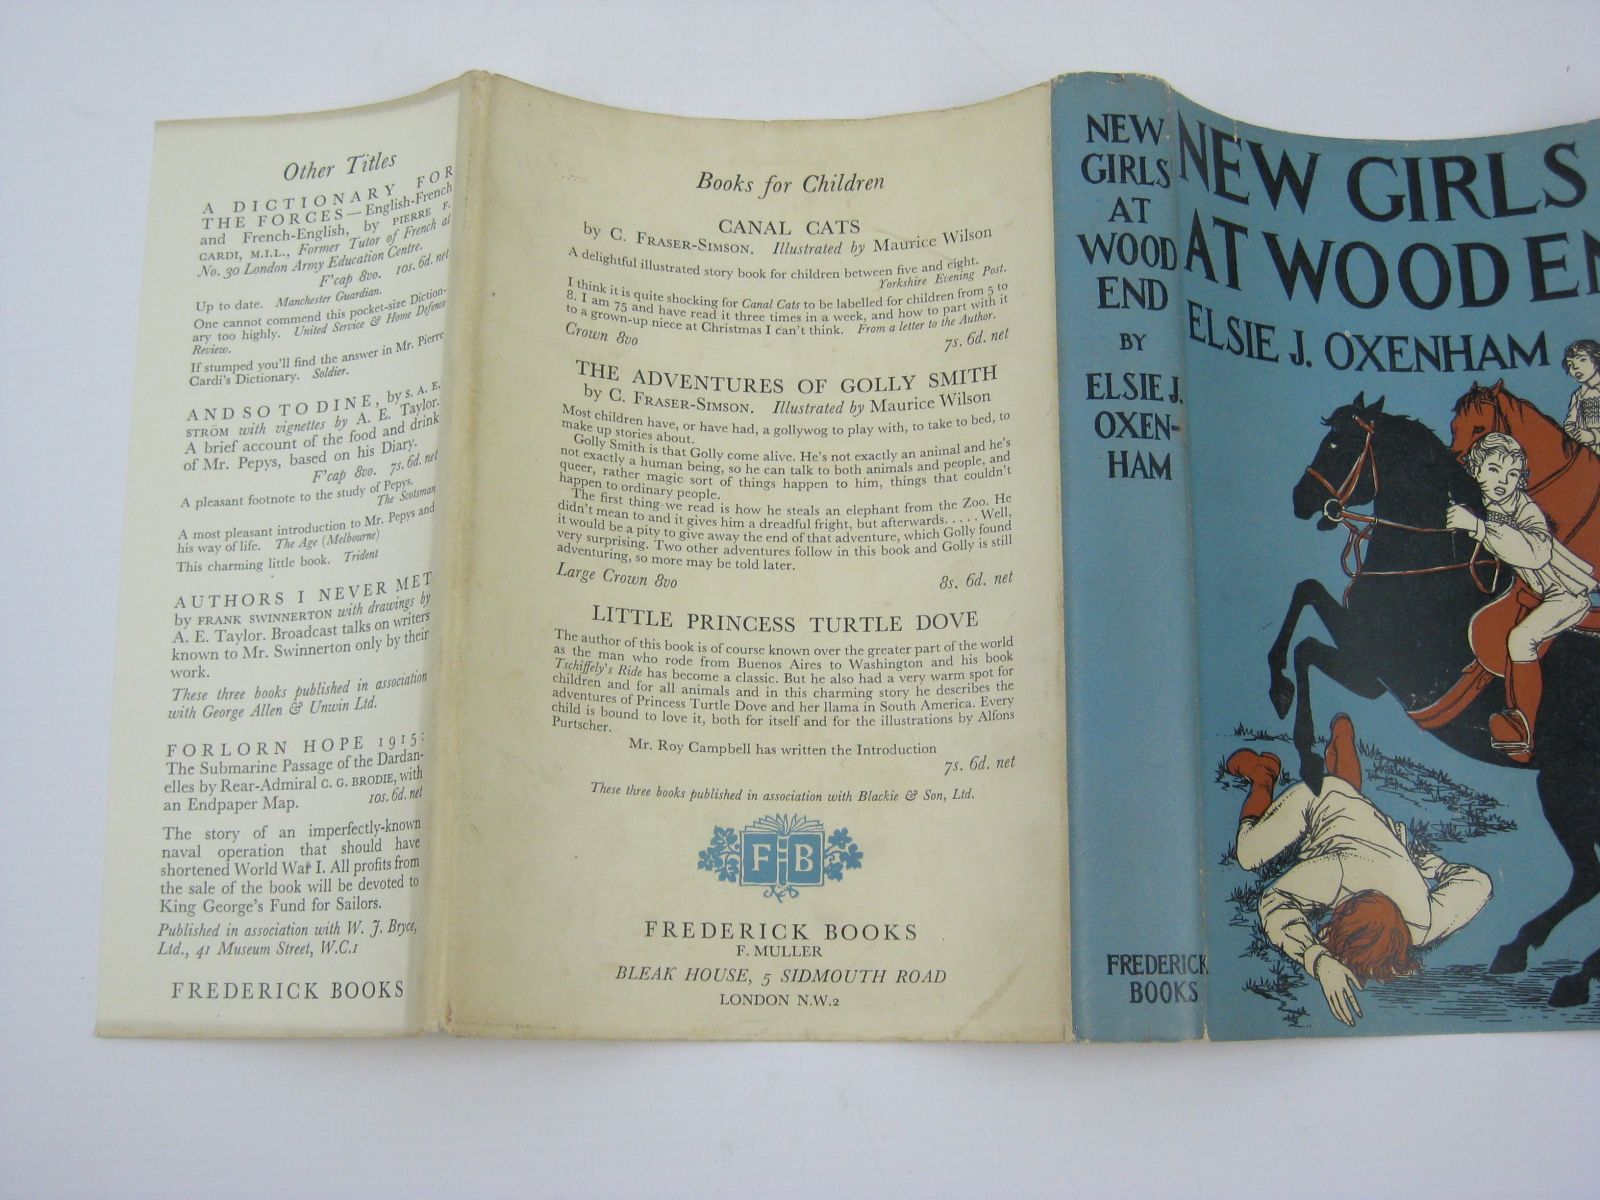 Other Titles
A DICTIONARY FOR
THE FORCES—English-French
and French-English, by PIERRE F.
CARDI, M.I.L., Former Tutor of French at
No. 30 London Army Education Centre.
F'cap 8vo. 10s. 6d. net
Up to date. Manchester Guardian.
One cannot commend this pocket-size Diction-
ary too highly. United Service & Home Defence
Review.
If stumped you'll find the answer in Mr. Pierre
Cardi's Dictionary. Soldier.
AND SO TO DINE, by S. A. E.
STRÖM with vignettes by A. E. Taylor.
A brief account of the food and drink
of Mr. Pepys, based on his Diary.
F'cap 8vo. 7s. 6d. net
A pleasant footnote to the study of Pepys.
The Scotsman
A most pleasant introduction to Mr. Pepys and
his way of life. The Age (Melbourne)
This charming little book. Trident
AUTHORS I NEVER MET
by FRANK SWINNERTON with drawings by
A. E. Taylor. Broadcast talks on writers
known to Mr. Swinnerton only by their
work.
These three books published in association
with George Allen & Unwin Ltd.
FORLORN HOPE 1915:
The Submarine Passage of the Dardan-
elles by Rear-Admiral C. G. BRODIE, with
an Endpaper Map. 10s. 6d. net
The story of an imperfectly-known
naval operation that should have
shortened World War I. All profits from
the sale of the book will be devoted to
King George's Fund for Sailors.
Published in association with W. J. Bryce,
Ltd., 41 Museum Street, W.C.1
FREDERICK BOOKS
Books for Children
CANAL CATS
by C. FRASER-SIMSON. Illustrated by Maurice Wilson
A delightful illustrated story book for children between five and eight.
Yorkshire Evening Post.
I think it is quite shocking for Canal Cats to be labelled for children from 5 to
8. I am 75 and have read it three times in a week, and how to part with it
to a grown-up niece at Christmas I can't think. From a letter to the Author.
Crown 8vo 7s. 6d. net
THE ADVENTURES OF GOLLY SMITH
by C. FRASER-SIMSON. Illustrated by Maurice Wilson
Most children have, or have had, a gollywog to play with, to take to bed, to
make up stories about.
Golly Smith is that Golly come alive. He's not exactly an animal and he's
not exactly a human being, so he can talk to both animals and people, and
queer, rather magic sort of things happen to him, things that couldn't
happen to ordinary people.
The first thing we read is how he steals an elephant from the Zoo. He
didn't mean to and it gives him a dreadful fright, but afterwards. . . . . Well,
it would be a pity to give away the end of that adventure, which Golly found
very surprising. Two other adventures follow in this book and Golly is still
adventuring, so more may be told later.
Large Crown 8vo 8s. 6d. net
LITTLE PRINCESS TURTLE DOVE
The author of this book is of course known over the greater part of the world
as the man who rode from Buenos Aires to Washington and his book
Tschiffely's Ride has become a classic. But he also had a very warm spot for
children and for all animals and in this charming story he describes the
adventures of Princess Turtle Dove and her llama in South America. Every
child is bound to love it, both for itself and for the illustrations by Alfons
Purtscher.
Mr. Roy Campbell has written the Introduction
7s. 6d. net
These three books published in association with Blackie & Son, Ltd.
F B
FREDERICK BOOKS
F. MULLER
BLEAK HOUSE, 5 SIDMOUTH ROAD
LONDON N.W.2
NEW
GIRLS
AT
WOOD
END
BY
ELSIE J.
OXEN-
HAM
FREDERICK
BOOKS
NEW GIRLS
AT WOOD EN
ELSIE J. OXENHAM